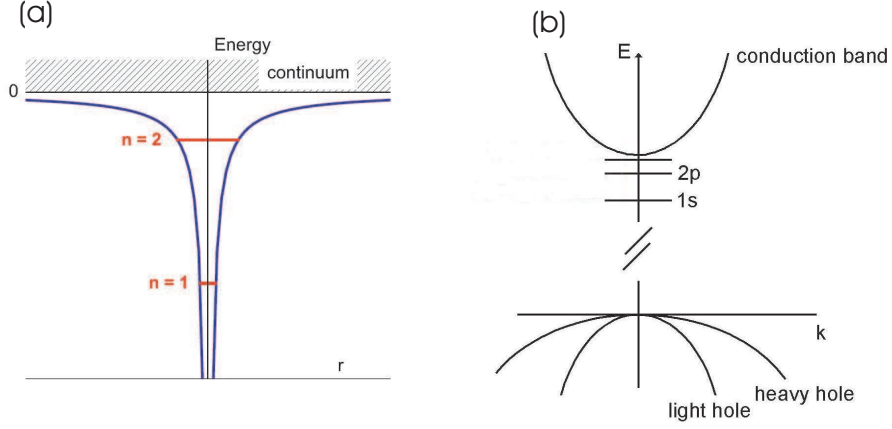 (a)
Energy
continuum
0
n = 2
n = 1
r
(b)
E
conduction band
2p
1s
k
heavy hole
light hole